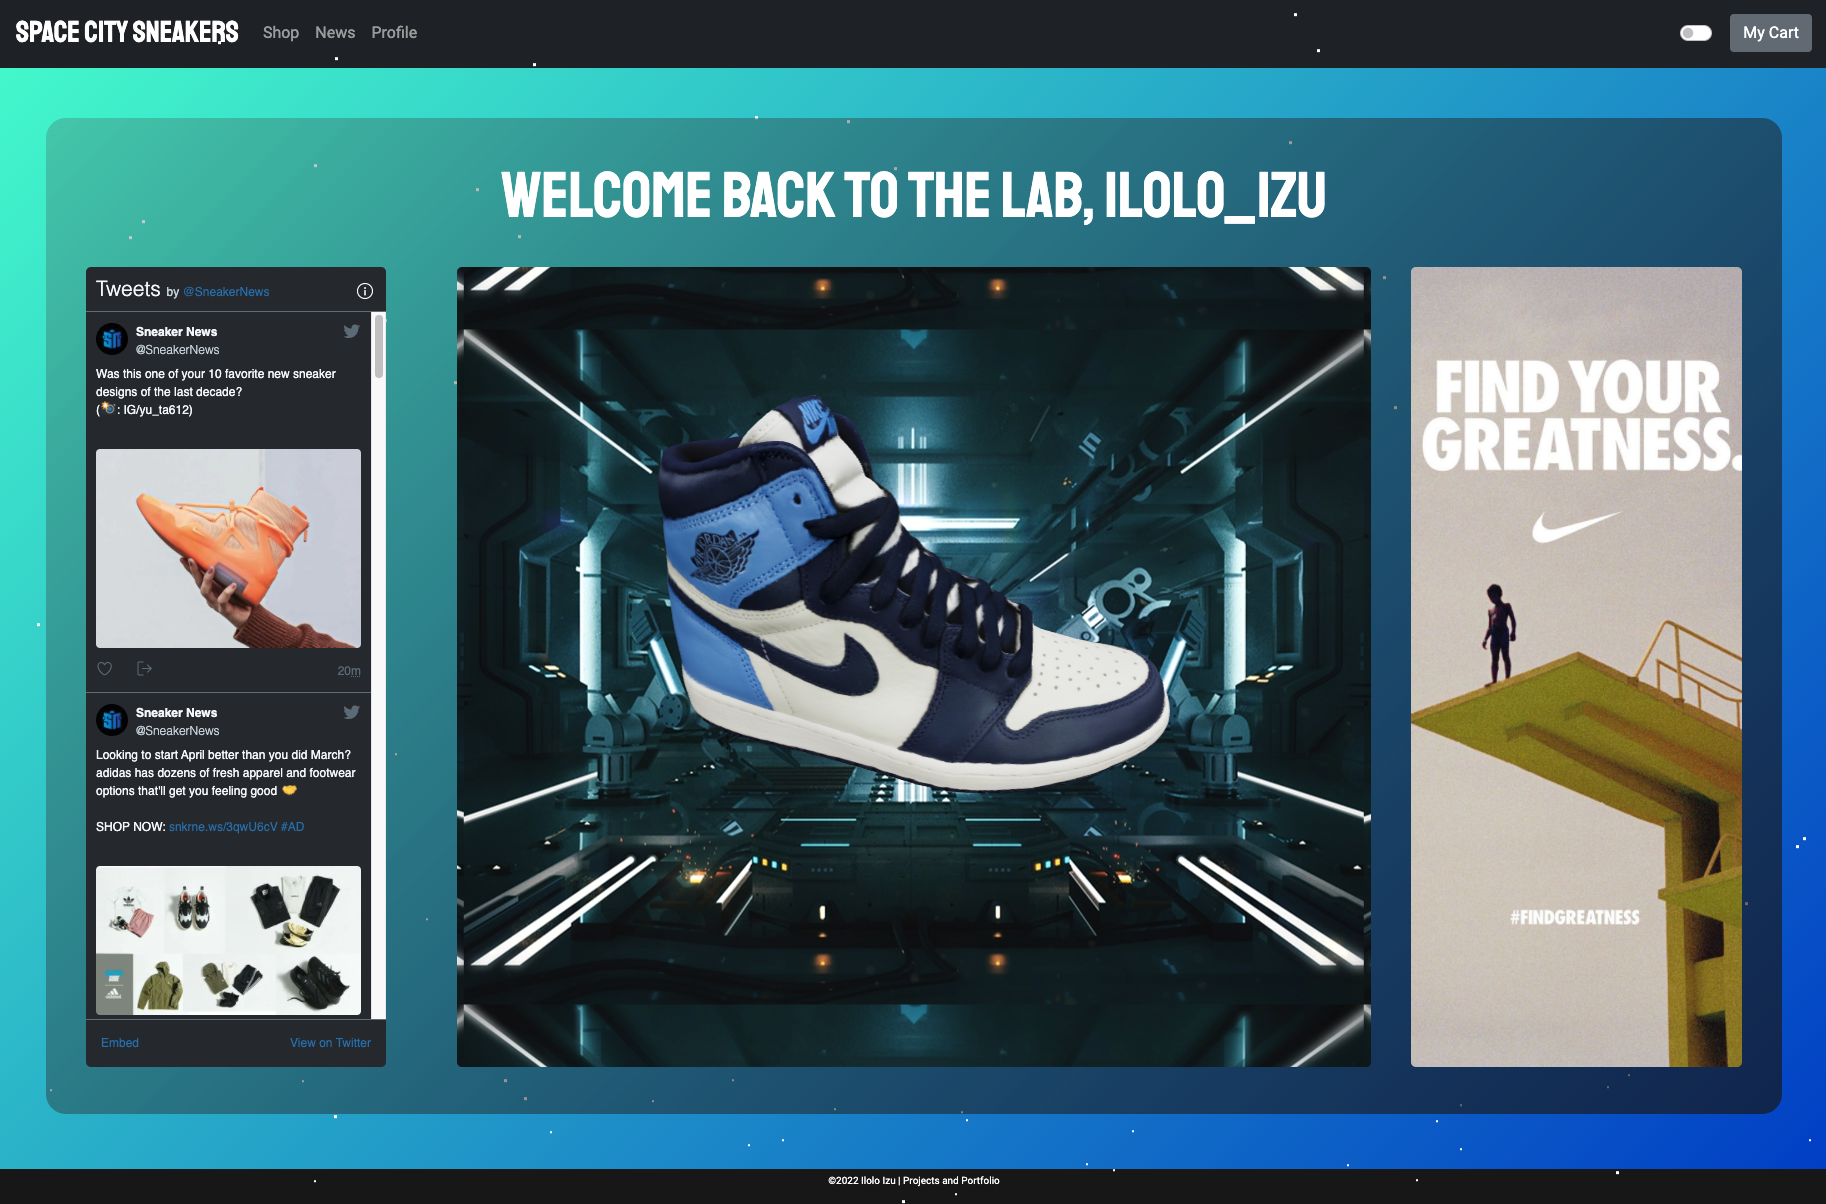 SPACE CITY SNEAKERS
Shop News Profile
My Cart
WELCOME BACK TO THE LAB, ILOLO_IZU
Tweets by @SneakerNews
Sneaker News
@SneakerNews
Was this one of your 10 favorite new sneaker
designs of the last decade?
(📸: IG/yu_ta612)
20m
Sneaker News
@SneakerNews
Looking to start April better than you did March?
adidas has dozens of fresh apparel and footwear
options that'll get you feeling good 🤝
SHOP NOW: snkrne.ws/3qwU6cV #AD
Embed
View on Twitter
NIKE
FIND YOUR
GREATNESS.
#FINDGREATNESS
©2022 Ilolo Izu | Projects and Portfolio